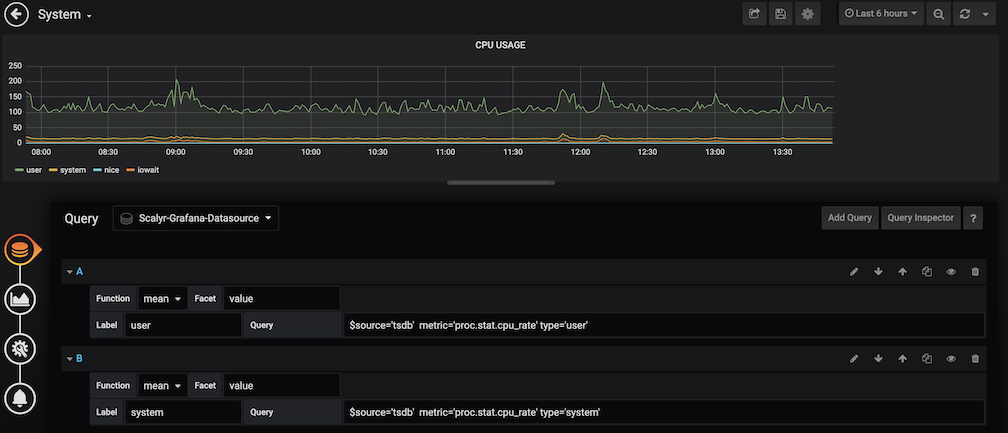 System
Last 6 hours
CPU USAGE
250
200
150
100
50
0
08:00 08:30 09:00 09:30 10:00 10:30 11:00 11:30 12:00 12:30 13:00 13:30
user system nice iowait
Query Scalyr-Grafana-Datasource Add Query Query Inspector ?
A
Function mean Facet value
Label user Query $source='tsdb' metric='proc.stat.cpu_rate' type='user'
B
Function mean Facet value
Label system Query $source='tsdb' metric='proc.stat.cpu_rate' type='system'